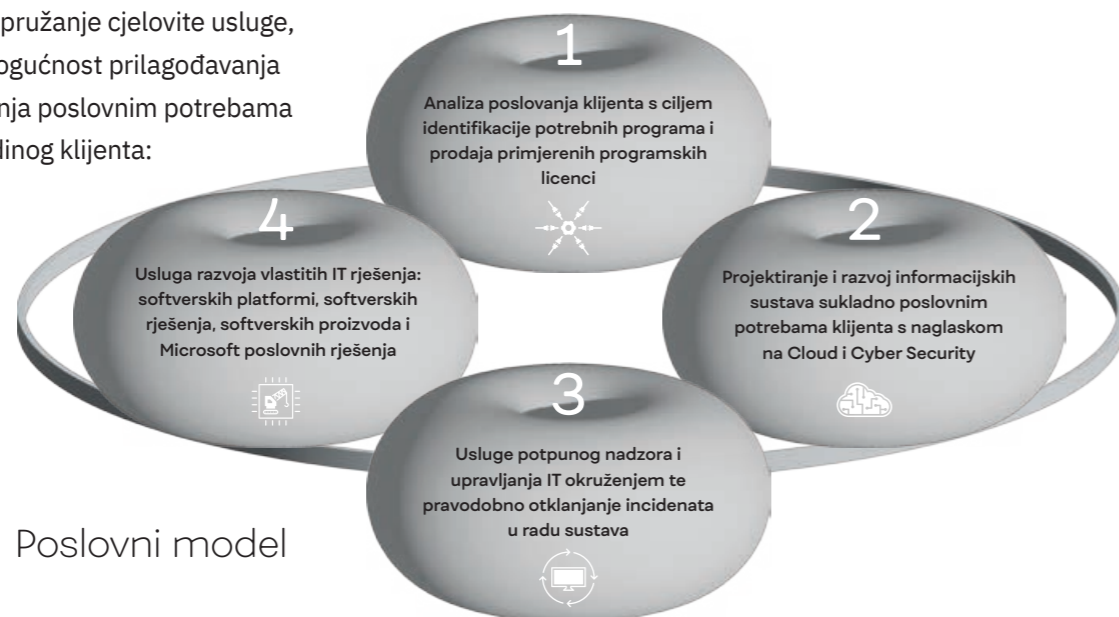 pružanje cjelovite usluge,
ogućnost prilagođavanja
nja poslovnim potrebama
dinog klijenta:
1
Analiza poslovanja klijenta s ciljem
identifikacije potrebnih programa i
prodaja primjerenih programskih
licenci
2
Projektiranje i razvoj informacijskih
sustava sukladno poslovnim
potrebama klijenta s naglaskom
na Cloud i Cyber Security
3
Usluge potpunog nadzora i
upravljanja IT okruženjem te
pravodobno otklanjanje incidenata
u radu sustava
4
Usluga razvoja vlastitih IT rješenja:
softverskih platformi, softverskih
rješenja, softverskih proizvoda i
Microsoft poslovnih rješenja
Poslovni model